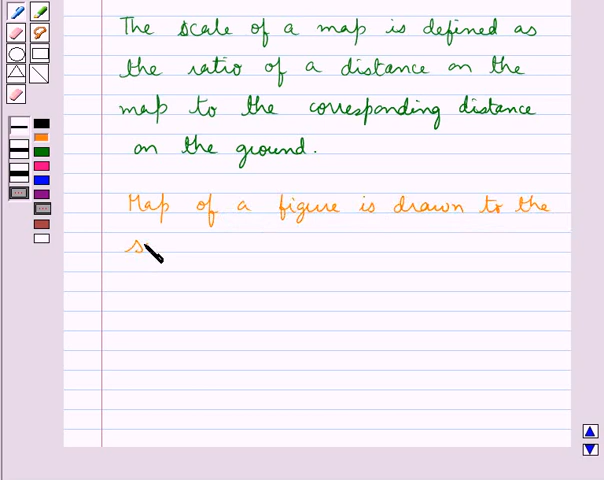 The scale of a map is defined as
the ratio of a distance on the
map to the corresponding distance
on the ground.
Map of a figure is drawn to the
s